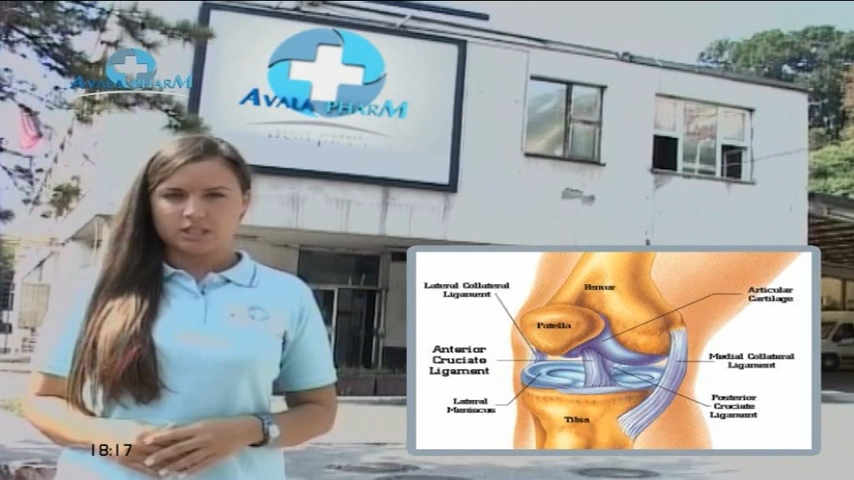 AVALA PHARM
AVALA PHARM
Lateral Collateral
Ligament
Femur
Articular
Cartilage
Patella
Anterior
Cruciate
Ligament
Medial Collateral
Ligament
Lateral
Meniscus
Tibia
Posterior
Cruciate
Ligament
18:17